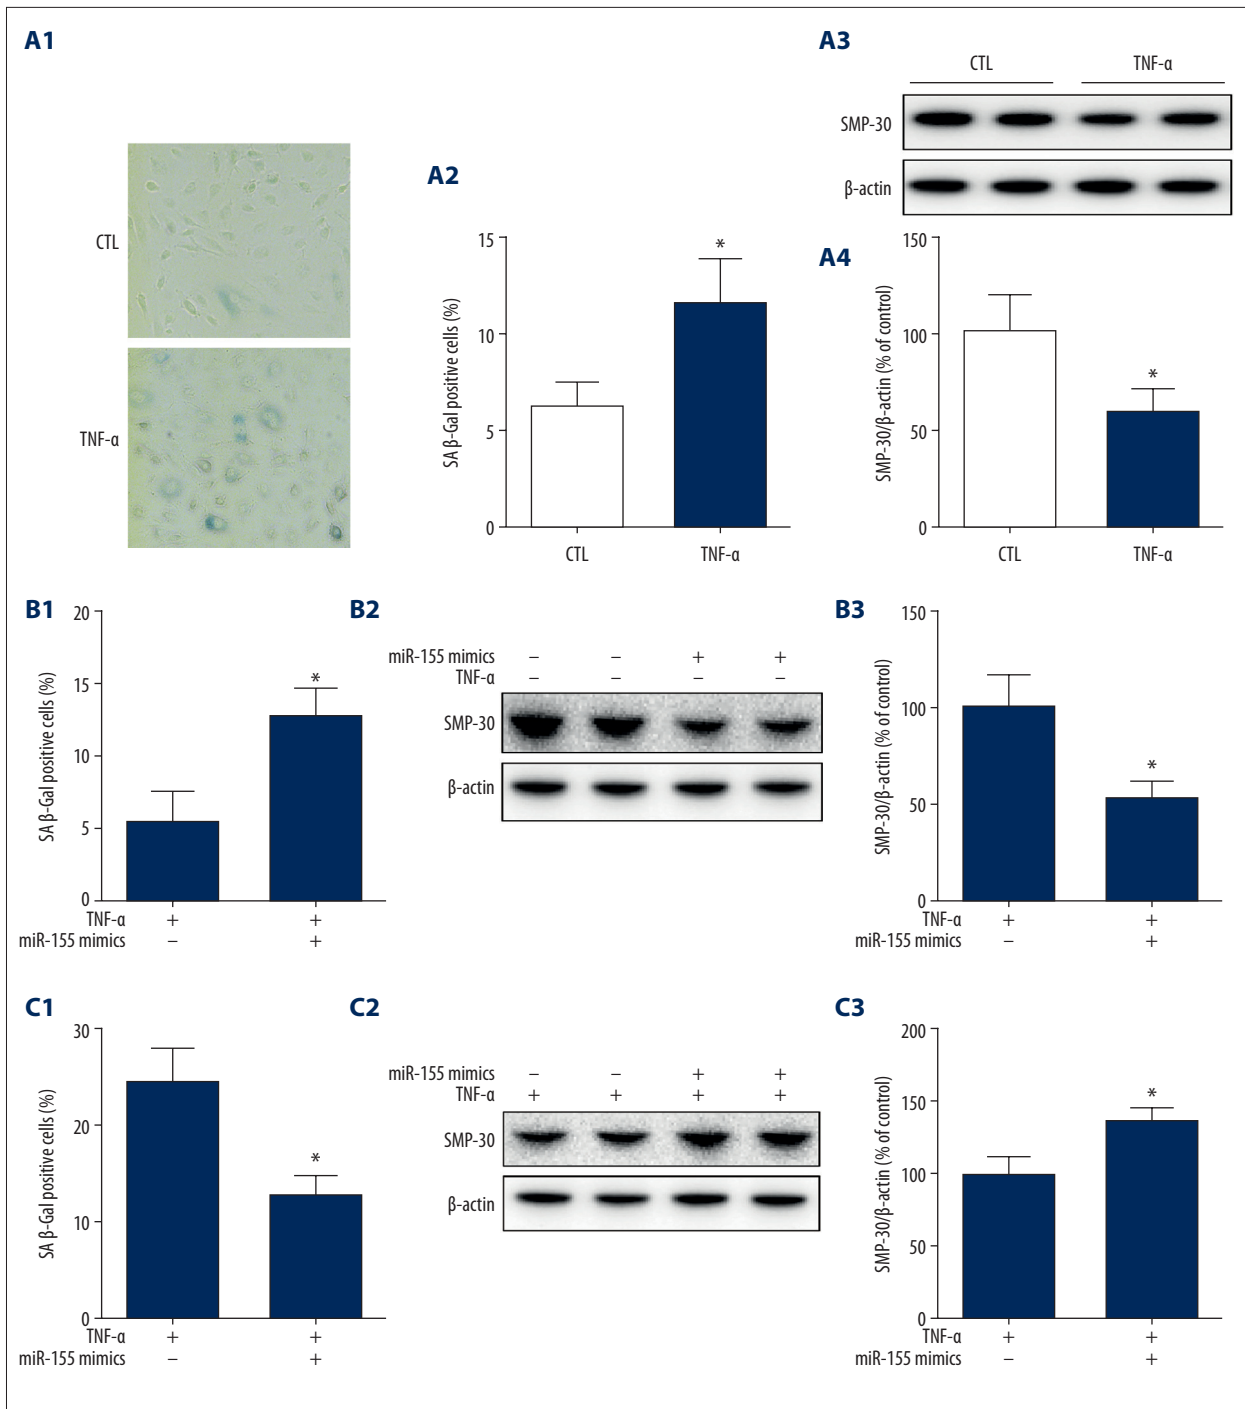 A1
CTL
TNF-α
A2
SA β-Gal positive cells (%)
15
10
5
0
*
CTL TNF-α
A3
CTL TNF-α
SMP-30
β-actin
A4
SMP-30/β-actin (% of control)
150
100
50
0
*
CTL TNF-α
B1
SA β-Gal positive cells (%)
20
15
10
5
0
*
TNF-α + +
miR-155 mimics – +
B2
miR-155 mimics – – + +
TNF-α – – – –
SMP-30
β-actin
B3
SMP-30/β-actin (% of control)
150
100
50
0
*
TNF-α + +
miR-155 mimics – +
C1
SA β-Gal positive cells (%)
30
20
10
0
*
TNF-α + +
miR-155 mimics – +
C2
miR-155 mimics – – + +
TNF-α + + + +
SMP-30
β-actin
C3
SMP-30/β-actin (% of control)
200
150
100
50
0
*
TNF-α + +
miR-155 mimics – +